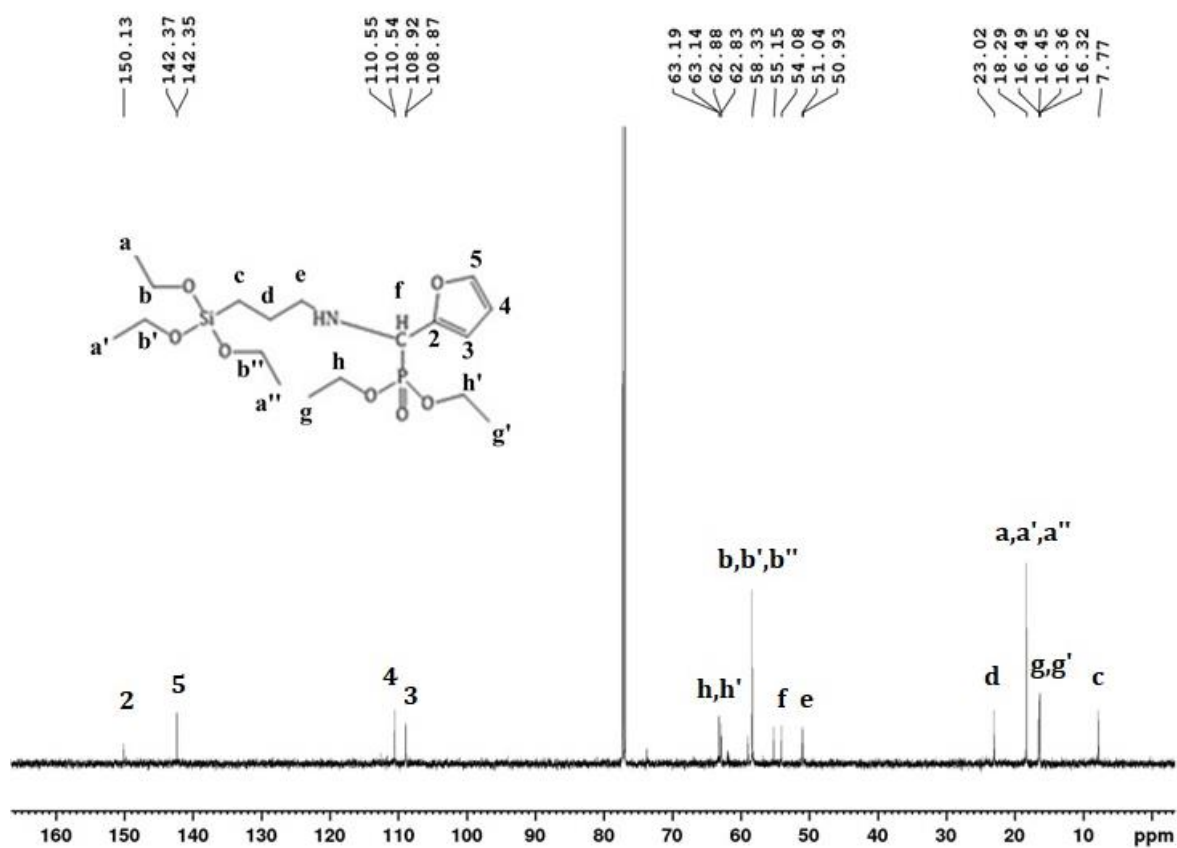 150.13
142.37
142.35
110.55
110.54
108.92
108.87
63.19
63.14
62.88
62.83
58.33
55.15
54.08
51.04
50.93
23.02
18.29
16.49
16.45
16.36
16.32
7.77
a
b
O
Si
c
d
e
HN
f
H
C
O
5
4
3
2
a'
b'
O
O
b''
a''
h
g
O
P
O
O
h'
g'
2
5
4
3
h,h'
b,b',b''
f
e
d
a,a',a''
g,g'
c
160 150 140 130 120 110 100 90 80 70 60 50 40 30 20 10 ppm